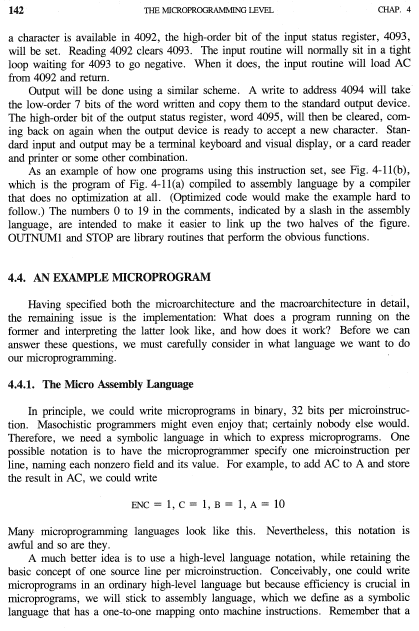 142 THE MICROPROGRAMMING LEVEL CHAP. 4
a character is available in 4092, the high-order bit of the input status register, 4093,
will be set. Reading 4092 clears 4093. The input routine will normally sit in a tight
loop waiting for 4093 to go negative. When it does, the input routine will load AC
from 4092 and return.
Output will be done using a similar scheme. A write to address 4094 will take
the low-order 7 bits of the word written and copy them to the standard output device.
The high-order bit of the output status register, word 4095, will then be cleared, com-
ing back on again when the output device is ready to accept a new character. Stan-
dard input and output may be a terminal keyboard and visual display, or a card reader
and printer or some other combination.
As an example of how one programs using this instruction set, see Fig. 4-11(b),
which is the program of Fig. 4-11(a) compiled to assembly language by a compiler
that does no optimization at all. (Optimized code would make the example hard to
follow.) The numbers 0 to 19 in the comments, indicated by a slash in the assembly
language, are intended to make it easier to link up the two halves of the figure.
OUTNUM1 and STOP are library routines that perform the obvious functions.
4.4. AN EXAMPLE MICROPROGRAM
Having specified both the microarchitecture and the macroarchitecture in detail,
the remaining issue is the implementation: What does a program running on the
former and interpreting the latter look like, and how does it work? Before we can
answer these questions, we must carefully consider in what language we want to do
our microprogramming.
4.4.1. The Micro Assembly Language
In principle, we could write microprograms in binary, 32 bits per microinstruc-
tion. Masochistic programmers might even enjoy that; certainly nobody else would.
Therefore, we need a symbolic language in which to express microprograms. One
possible notation is to have the microprogrammer specify one microinstruction per
line, naming each nonzero field and its value. For example, to add AC to A and store
the result in AC, we could write
ENC = 1, C = 1, B = 1, A = 10
Many microprogramming languages look like this. Nevertheless, this notation is
awful and so are they.
A much better idea is to use a high-level language notation, while retaining the
basic concept of one source line per microinstruction. Conceivably, one could write
microprograms in an ordinary high-level language but because efficiency is crucial in
microprograms, we will stick to assembly language, which we define as a symbolic
language that has a one-to-one mapping onto machine instructions. Remember that a